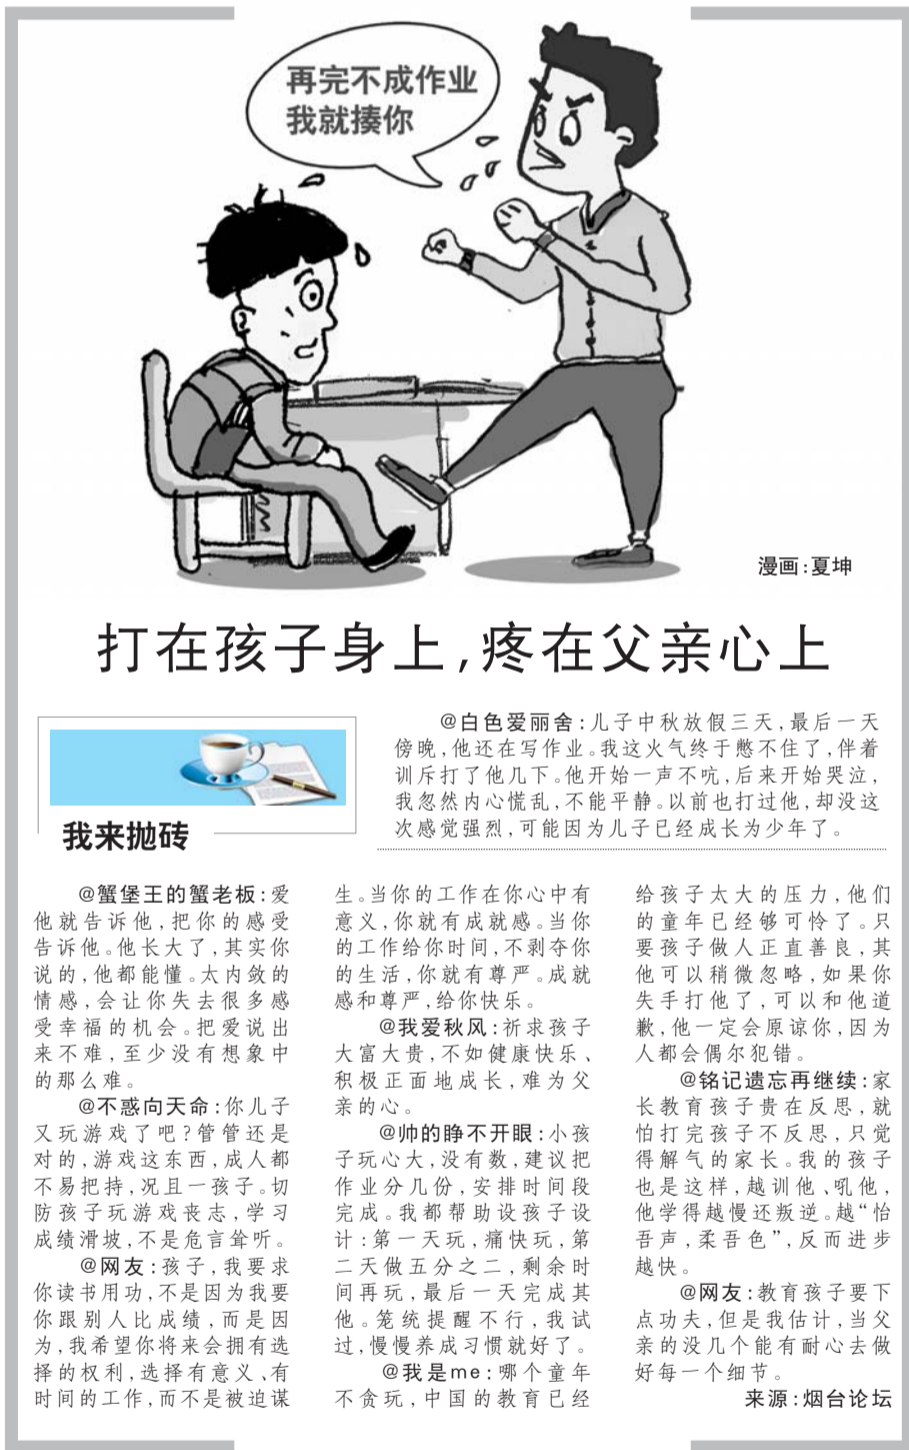 再完不成作业
我就揍你
漫画:夏坤
打在孩子身上,疼在父亲心上
我来抛砖
@白色爱丽舍:儿子中秋放假三天,最后一天
傍晚,他还在写作业。我这火气终于憋不住了,伴着
训斥打了他几下。他开始一声不吭,后来开始哭泣,
我忽然内心慌乱,不能平静。以前也打过他,却没这
次感觉强烈,可能因为儿子已经成长为少年了。
@蟹堡王的蟹老板:爱
他就告诉他,把你的感受
告诉他。他长大了,其实你
说的,他都能懂。太内敛的
情感,会让你失去很多感
受幸福的机会。把爱说出
来不难,至少没有想象中
的那么难。
@不惑向天命:你儿子
又玩游戏了吧?管管还是
对的,游戏这东西,成人都
不易把持,况且一孩子。切
防孩子玩游戏丧志,学习
成绩滑坡,不是危言耸听。
@网友:孩子,我要求
你读书用功,不是因为我要
你跟别人比成绩,而是因
为,我希望你将来会拥有选
择的权利,选择有意义、有
时间的工作,而不是被迫谋
生。当你的工作在你心中有
意义,你就有成就感。当你
的工作给你时间,不剥夺你
的生活,你就有尊严。成就
感和尊严,给你快乐。
@我爱秋风:祈求孩子
大富大贵,不如健康快乐、
积极正面地成长,难为父
亲的心。
@帅的睁不开眼:小孩
子玩心大,没有数,建议把
作业分几份,安排时间段
完成。我都帮助设孩子设
计:第一天玩,痛快玩,第
二天做五分之二,剩余时
间再玩,最后一天完成其
他。笼统提醒不行,我试
过,慢慢养成习惯就好了。
@我是me:哪个童年
不贪玩,中国的教育已经
给孩子太大的压力,他们
的童年已经够可怜了。只
要孩子做人正直善良,其
他可以稍微忽略,如果你
失手打他了,可以和他道
歉,他一定会原谅你,因为
人都会偶尔犯错。
@铭记遗忘再继续:家
长教育孩子贵在反思,就
怕打完孩子不反思,只觉
得解气的家长。我的孩子
也是这样,越训他、吼他,
他学得越慢还叛逆。越“怡
吾声,柔吾色”,反而进步
越快。
@网友:教育孩子要下
点功夫,但是我估计,当父
亲的没几个能有耐心去做
好每一个细节。
来源:烟台论坛